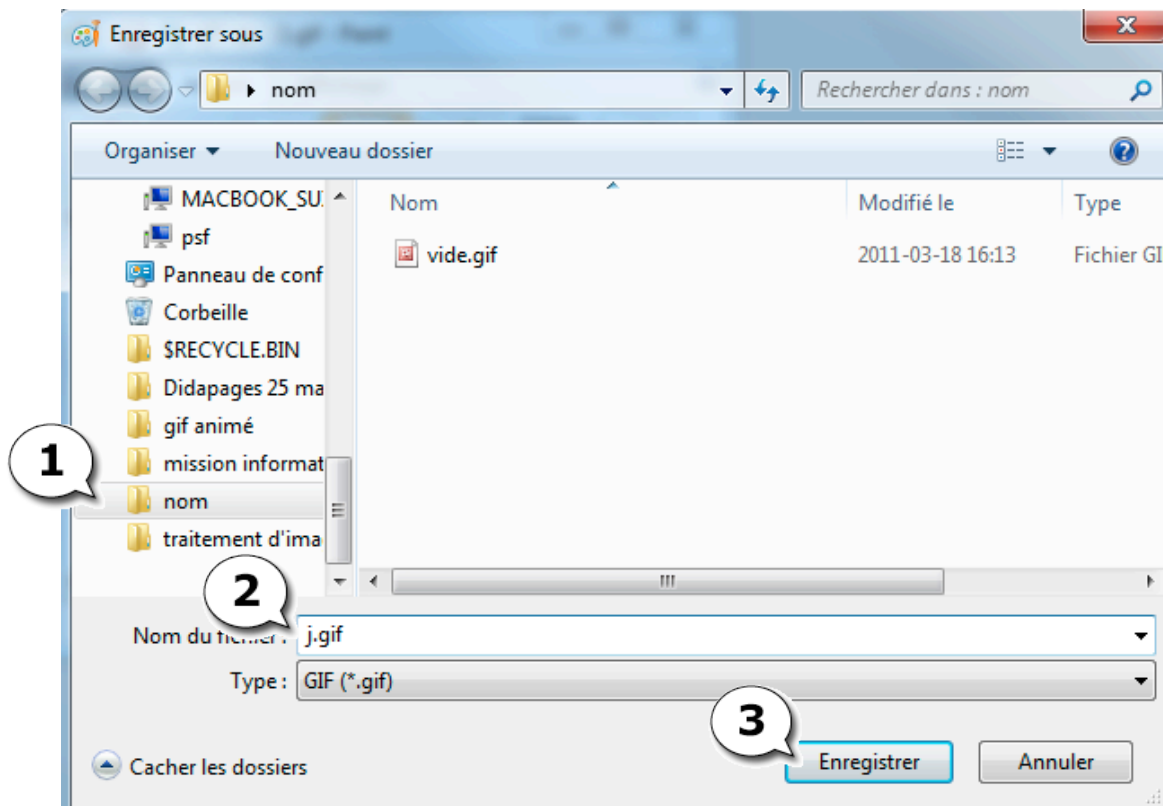 Enregistrer sous
nom
Rechercher dans : nom
Organiser
Nouveau dossier
MACBOOK_SU
psf
Panneau de conf
Corbeille
$RECYCLE.BIN
Didapages 25 ma
gif animé
1
mission informat
nom
traitement d'ima
Nom
Modifié le
Type
vide.gif
2011-03-18 16:13
Fichier GI
2
Nom du fichier : j.gif
Type : GIF (*.gif)
3
Cacher les dossiers
Enregistrer
Annuler